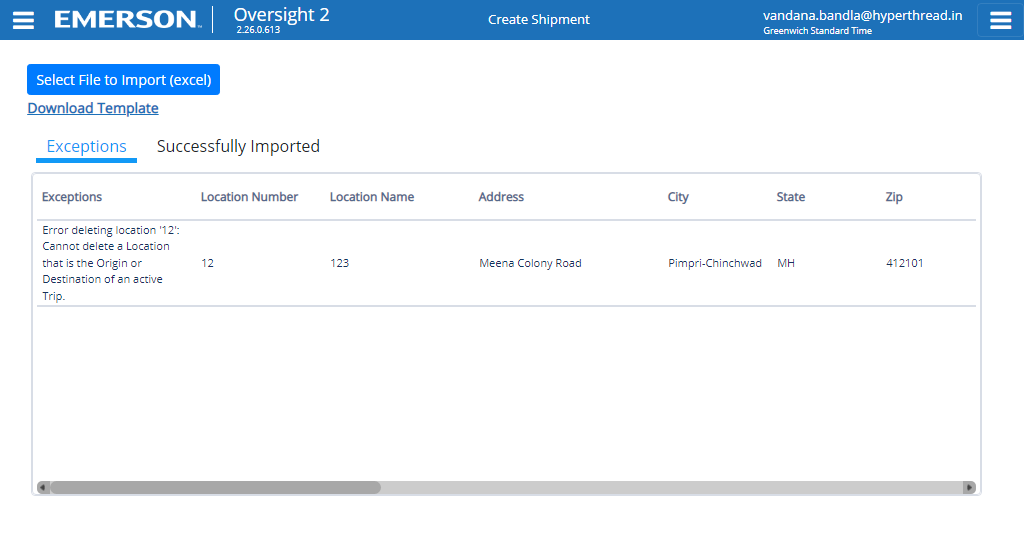 EMERSON™ Oversight 2 Create Shipment vandana.bandla@hyperthread.in
2.26.0.613 Greenwich Standard Time
Select File to Import (excel)
Download Template
Exceptions Successfully Imported
Exceptions Location Number Location Name Address City State Zip
Error deleting location '12':
Cannot delete a Location
that is the Origin or 12 123 Meena Colony Road Pimpri-Chinchwad MH 412101
Destination of an active
Trip.